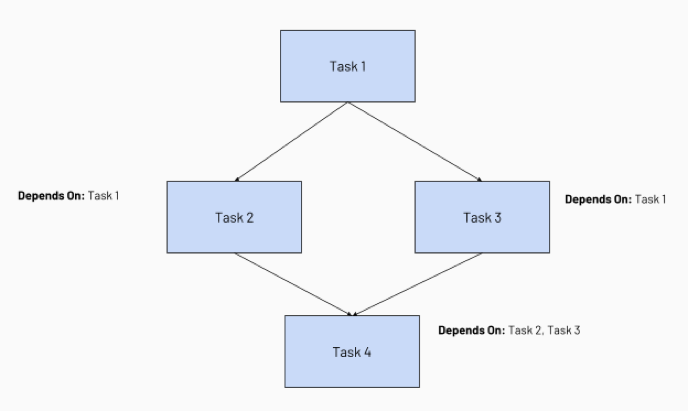 Task 1
Depends On: Task 1
Task 2
Task 3
Depends On: Task 1
Task 4
Depends On: Task 2, Task 3